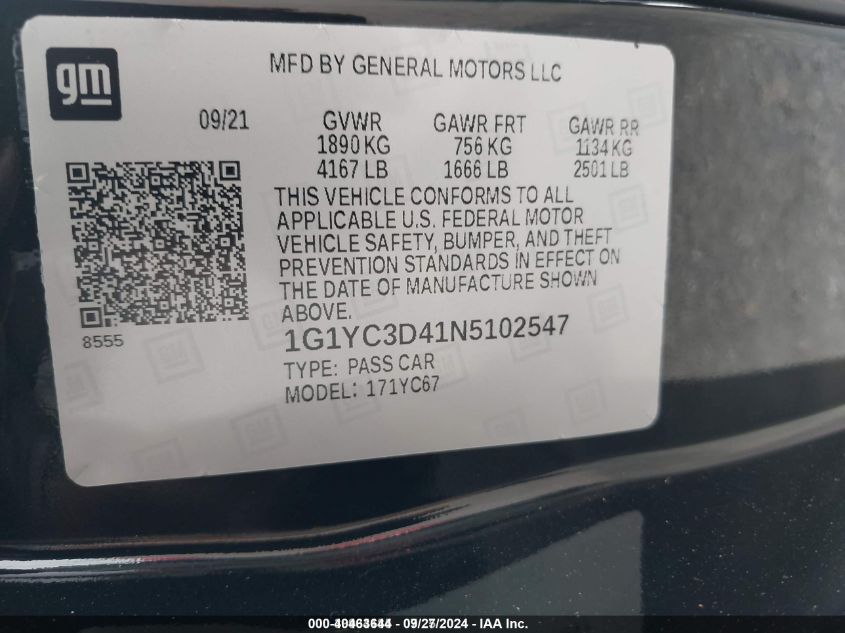 gm
MFD BY GENERAL MOTORS LLC
09/21 GVWR GAWR FRT GAWR RR
1890 KG 756 KG 1134 KG
4167 LB 1666 LB 2501 LB
THIS VEHICLE CONFORMS TO ALL
APPLICABLE U.S. FEDERAL MOTOR
VEHICLE SAFETY, BUMPER, AND THEFT
PREVENTION STANDARDS IN EFFECT ON
THE DATE OF MANUFACTURE SHOWN
ABOVE.
8555
1G1YC3D41N5102547
TYPE: PASS CAR
MODEL: 171YC67
09/27/2024 - IAA Inc.